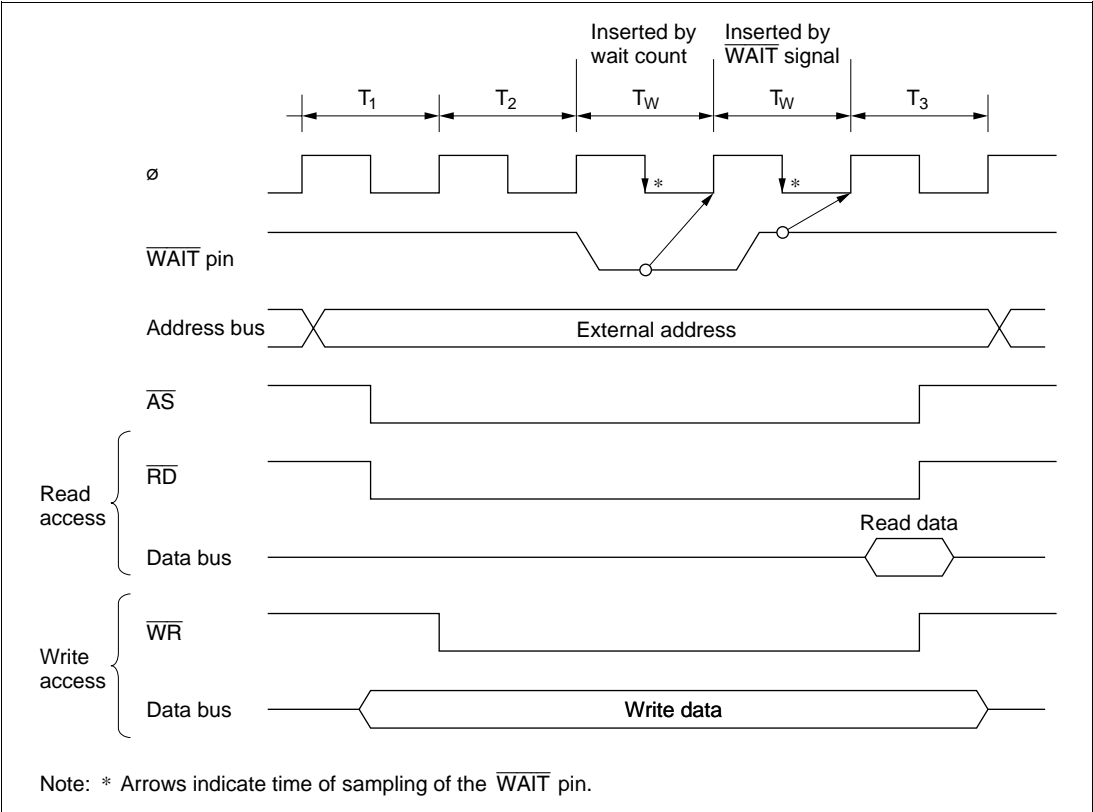 Inserted by
wait count
Inserted by
WAIT signal
T1 T2 TW TW T3
ø
*
*
WAIT pin
Address bus
External address
AS
Read
access
RD
Read data
Data bus
Write
access
WR
Data bus
Write data
Note: * Arrows indicate time of sampling of the WAIT pin.